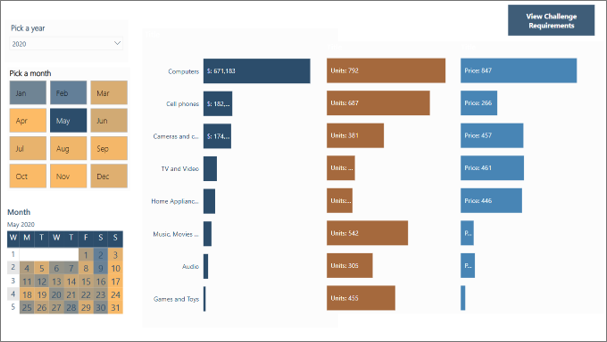 View Challenge
Requirements
Pick a year
2020
Pick a month
Jan Feb Mar
Apr May Jun
Jul Aug Sep
Oct Nov Dec
Month
May 2020
W M T W T F S S
1 1 2 3
2 4 5 6 7 8 9 10
3 11 12 13 14 15 16 17
4 18 19 20 21 22 23 24
5 25 26 27 28 29 30 31
Computers $: 671,183 Units: 792 Price: 847
Cell phones $: 182,... Units: 687 Price: 266
Cameras and c... $: 174,... Units: 381 Price: 457
TV and Video Units: ... Price: 461
Home Applianc... Units:... Price: 446
Music, Movies ... Units: 542 P...
Audio Units: 305 P...
Games and Toys Units: 455